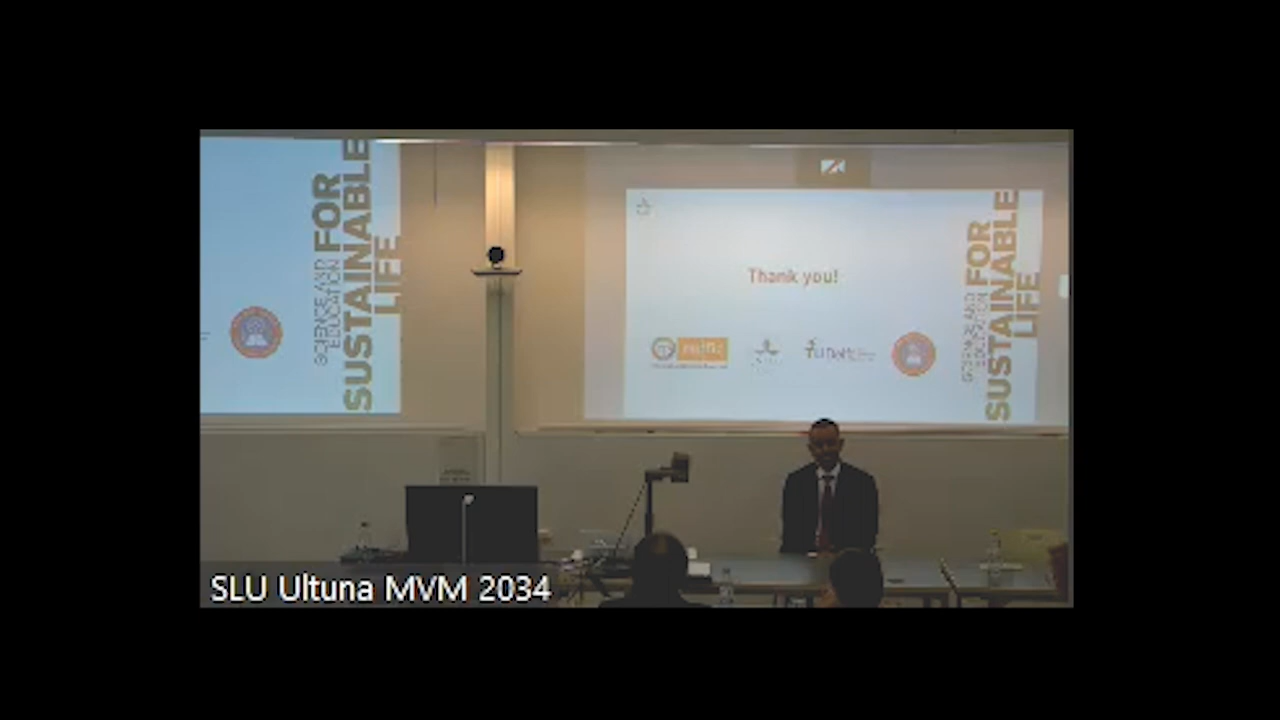 SCIENCE AND
EDUCATION
FOR
SUSTAINABLE
LIFE
Thank you!
SCIENCE AND
EDUCATION
FOR
SUSTAINABLE
LIFE
SLU Ultuna MVM 2034